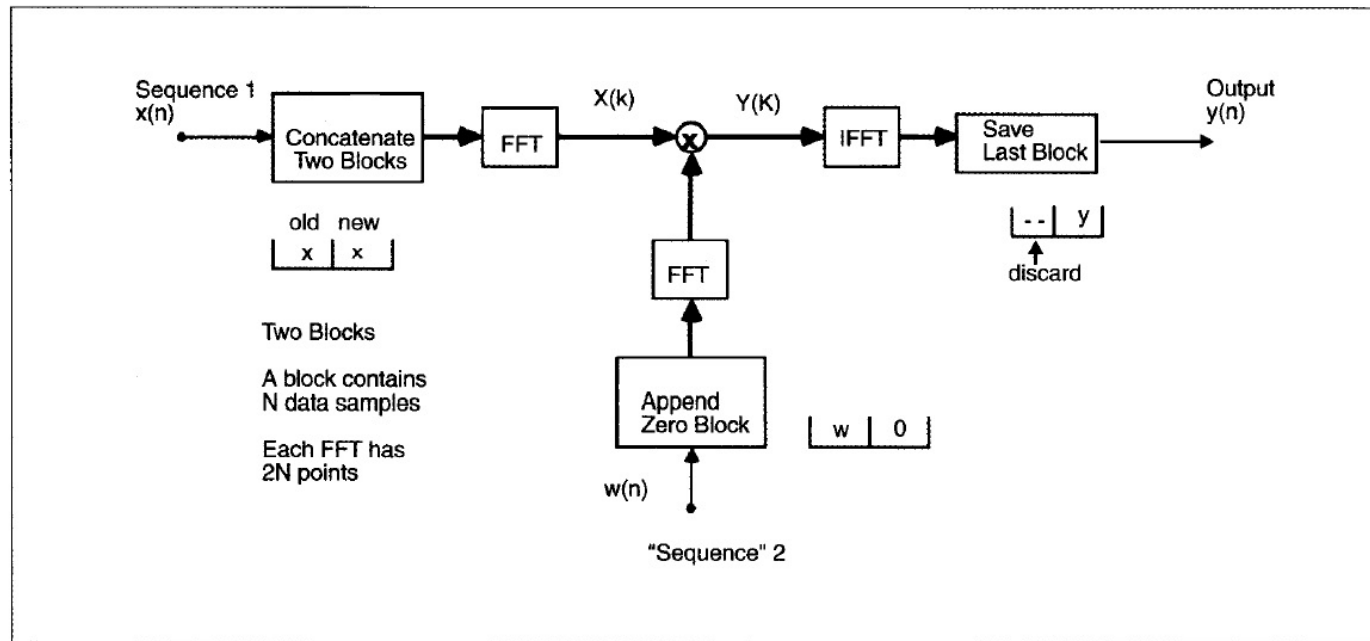 Sequence 1
x(n)
Concatenate
Two Blocks
FFT
X(k)
x
Y(K)
IFFT
Save
Last Block
Output
y(n)
old new
x x
- - y
discard
FFT
Two Blocks
A block contains
N data samples
Each FFT has
2N points
Append
Zero Block
w 0
w(n)
"Sequence" 2